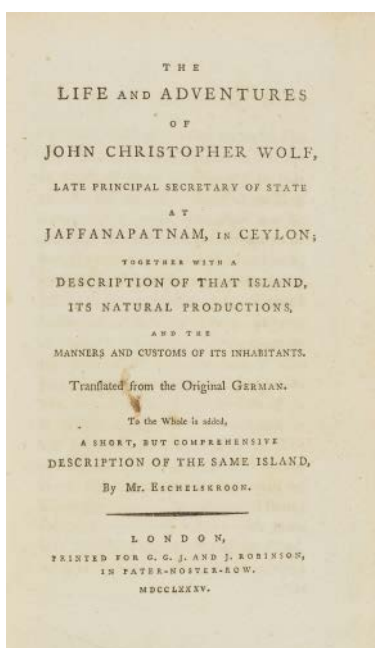 THE
LIFE AND ADVENTURES
OF
JOHN CHRISTOPHER WOLF,
LATE PRINCIPAL SECRETARY OF STATE
AT
JAFFANAPATNAM, IN CEYLON;
TOGETHER WITH A
DESCRIPTION OF THAT ISLAND,
ITS NATURAL PRODUCTIONS,
AND THE
MANNERS AND CUSTOMS OF ITS INHABITANTS.
Tranſlated from the Original GERMAN.
To the Whole is added,
A SHORT, BUT COMPREHENSIVE
DESCRIPTION OF THE SAME ISLAND,
By Mr. ESCHELSKROON.
LONDON,
PRINTED FOR G. G. J. AND J. ROBINSON,
IN PATER-NOSTER-ROW.
MDCCLXXXV.